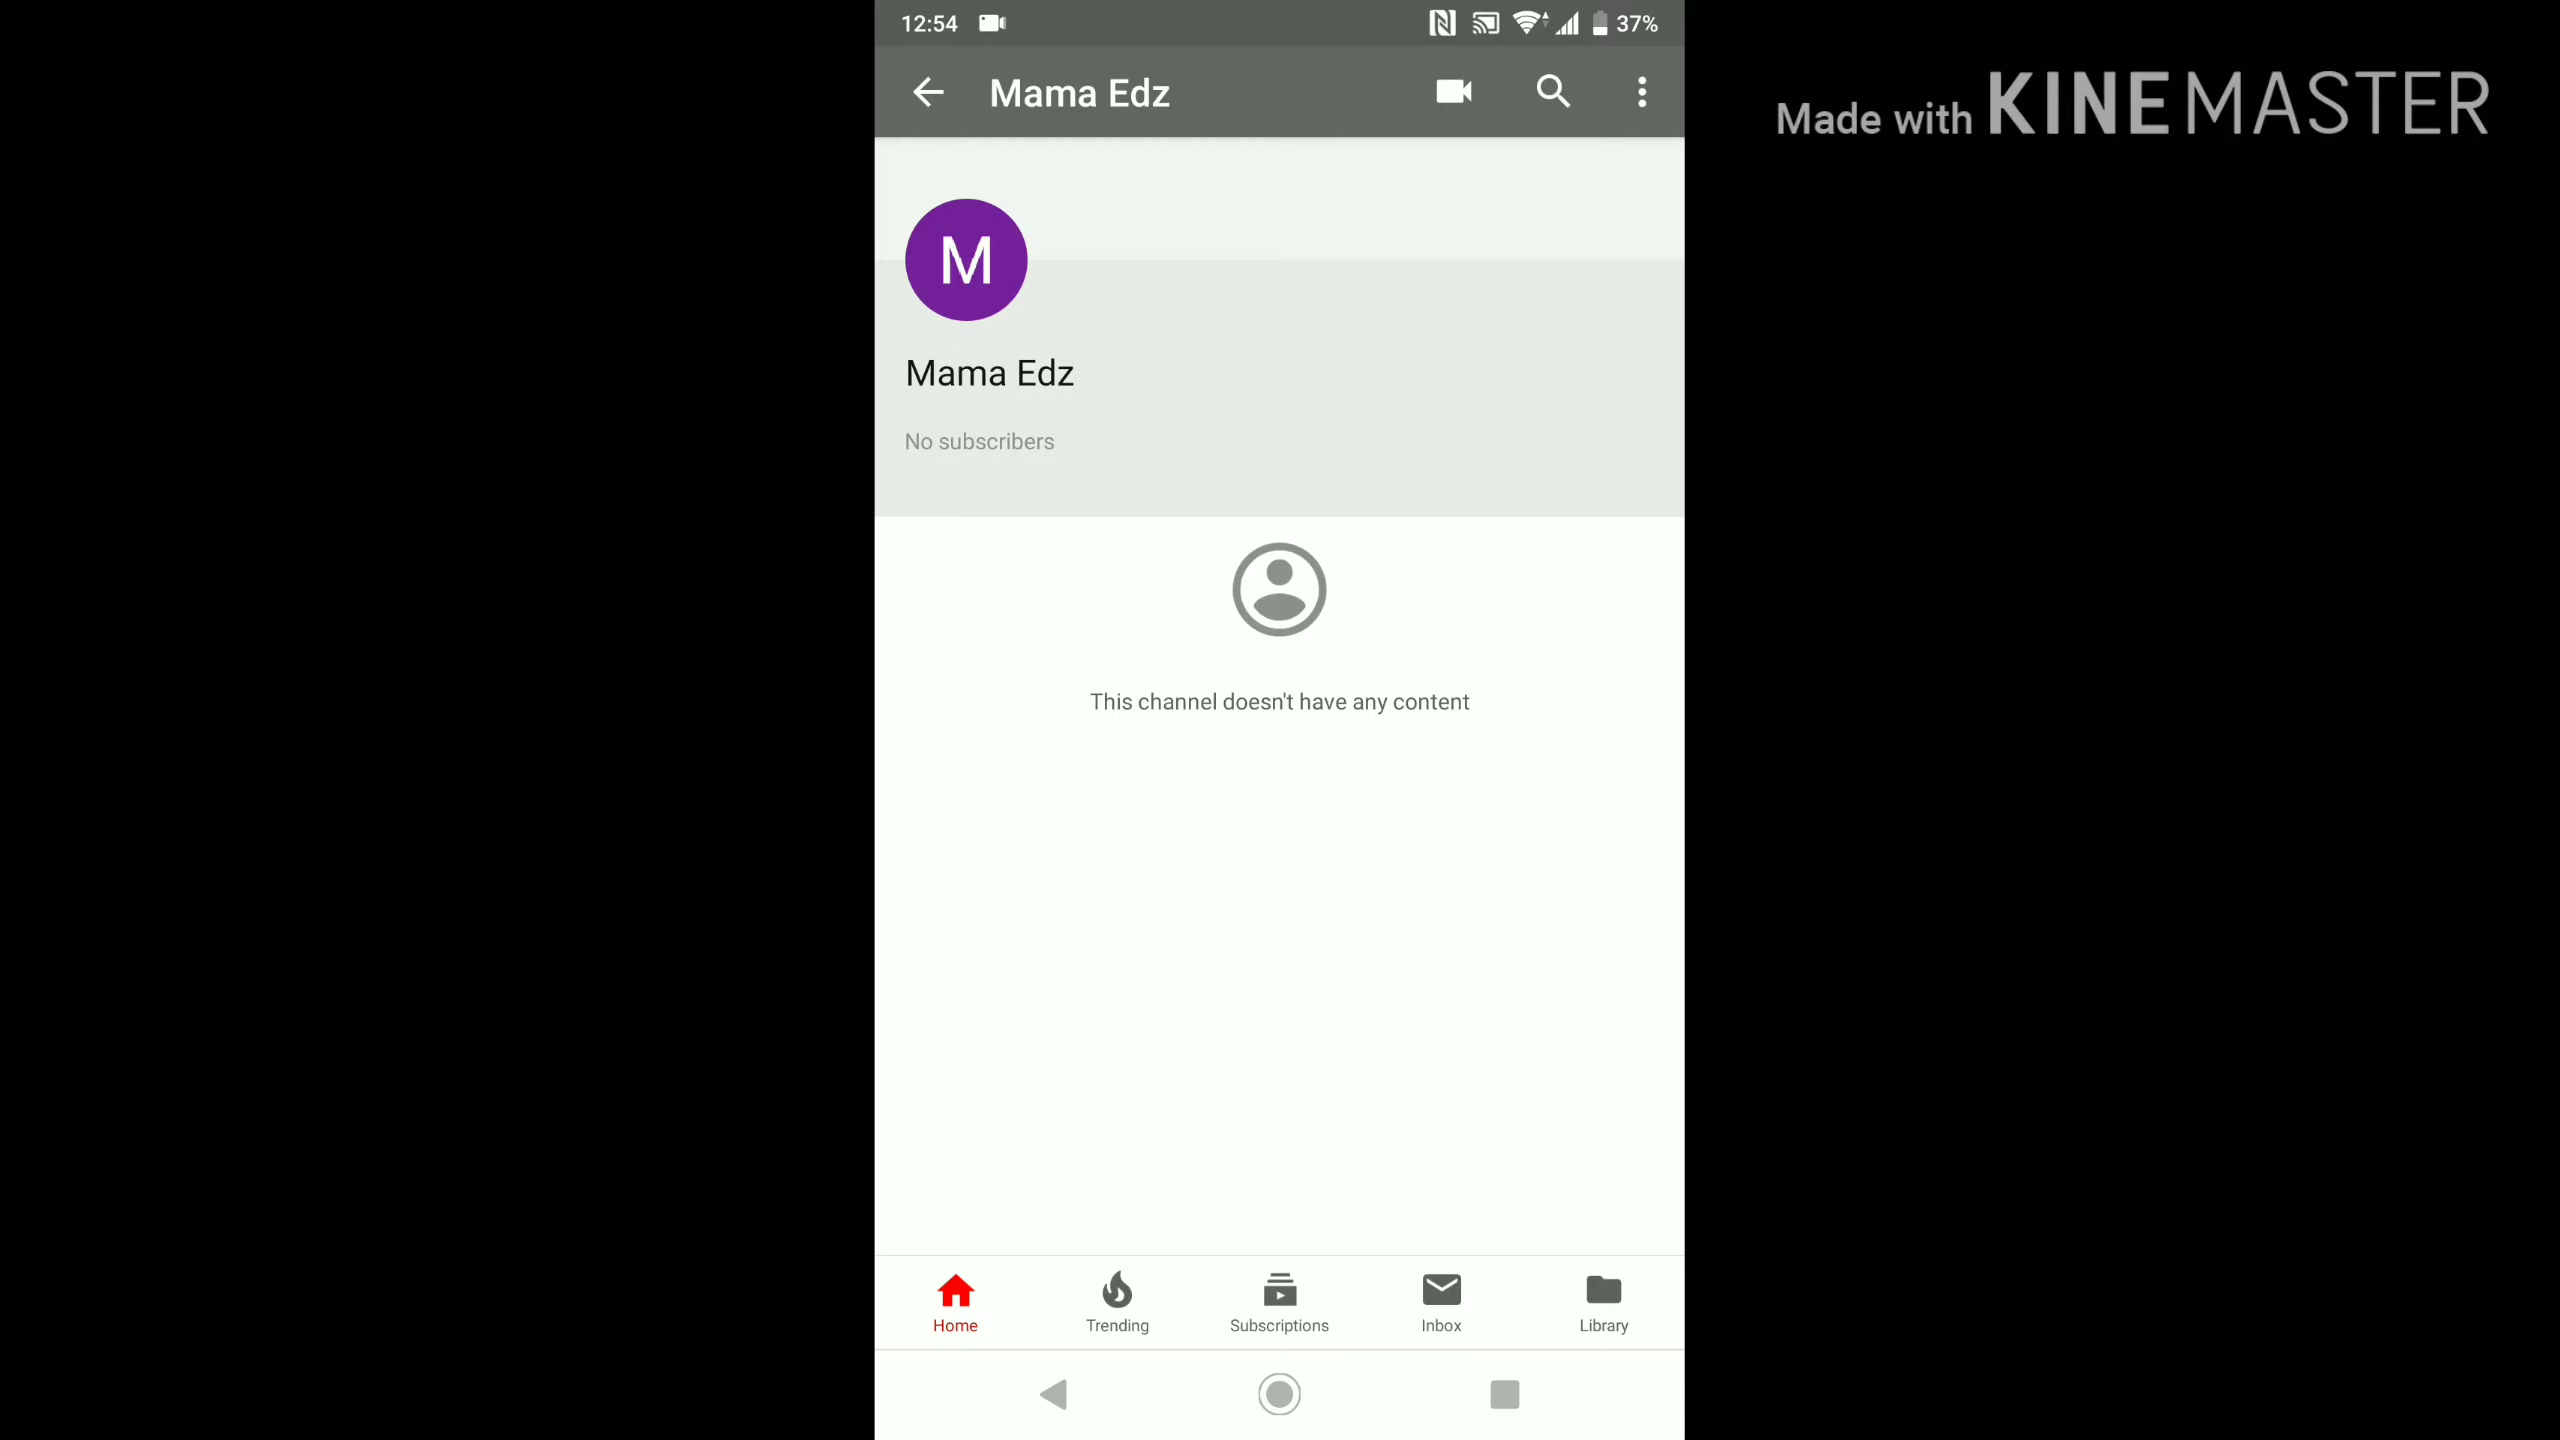 12:54
37%
Mama Edz
Made with KINEMASTER
M
Mama Edz
No subscribers
This channel doesn't have any content
Home
Trending
Subscriptions
Inbox
Library